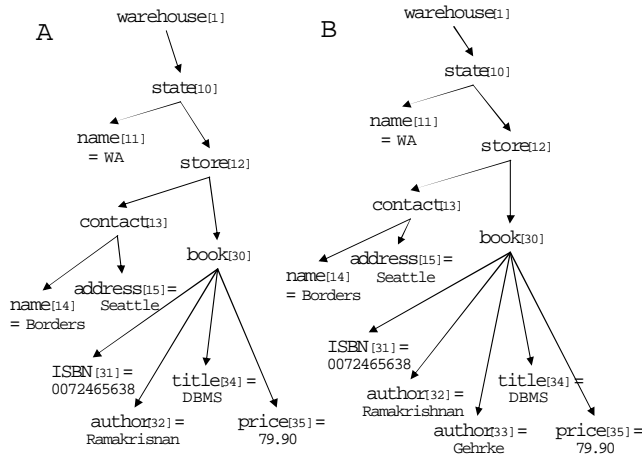 A
warehouse[1]
state[10]
name[11]
= WA
store[12]
contact[13]
book[30]
name[14]
= Borders
address[15]=
Seattle
ISBN[31]=
0072465638
title[34]=
DBMS
author[32]=
Ramakrisnan
price[35]=
79.90
B
warehouse[1]
state[10]
name[11]
= WA
store[12]
contact[13]
book[30]
name[14]
= Borders
address[15]=
Seattle
ISBN[31]=
0072465638
title[34]=
DBMS
author[32]=
Ramakrishnan
author[33]=
Gehrke
price[35]=
79.90